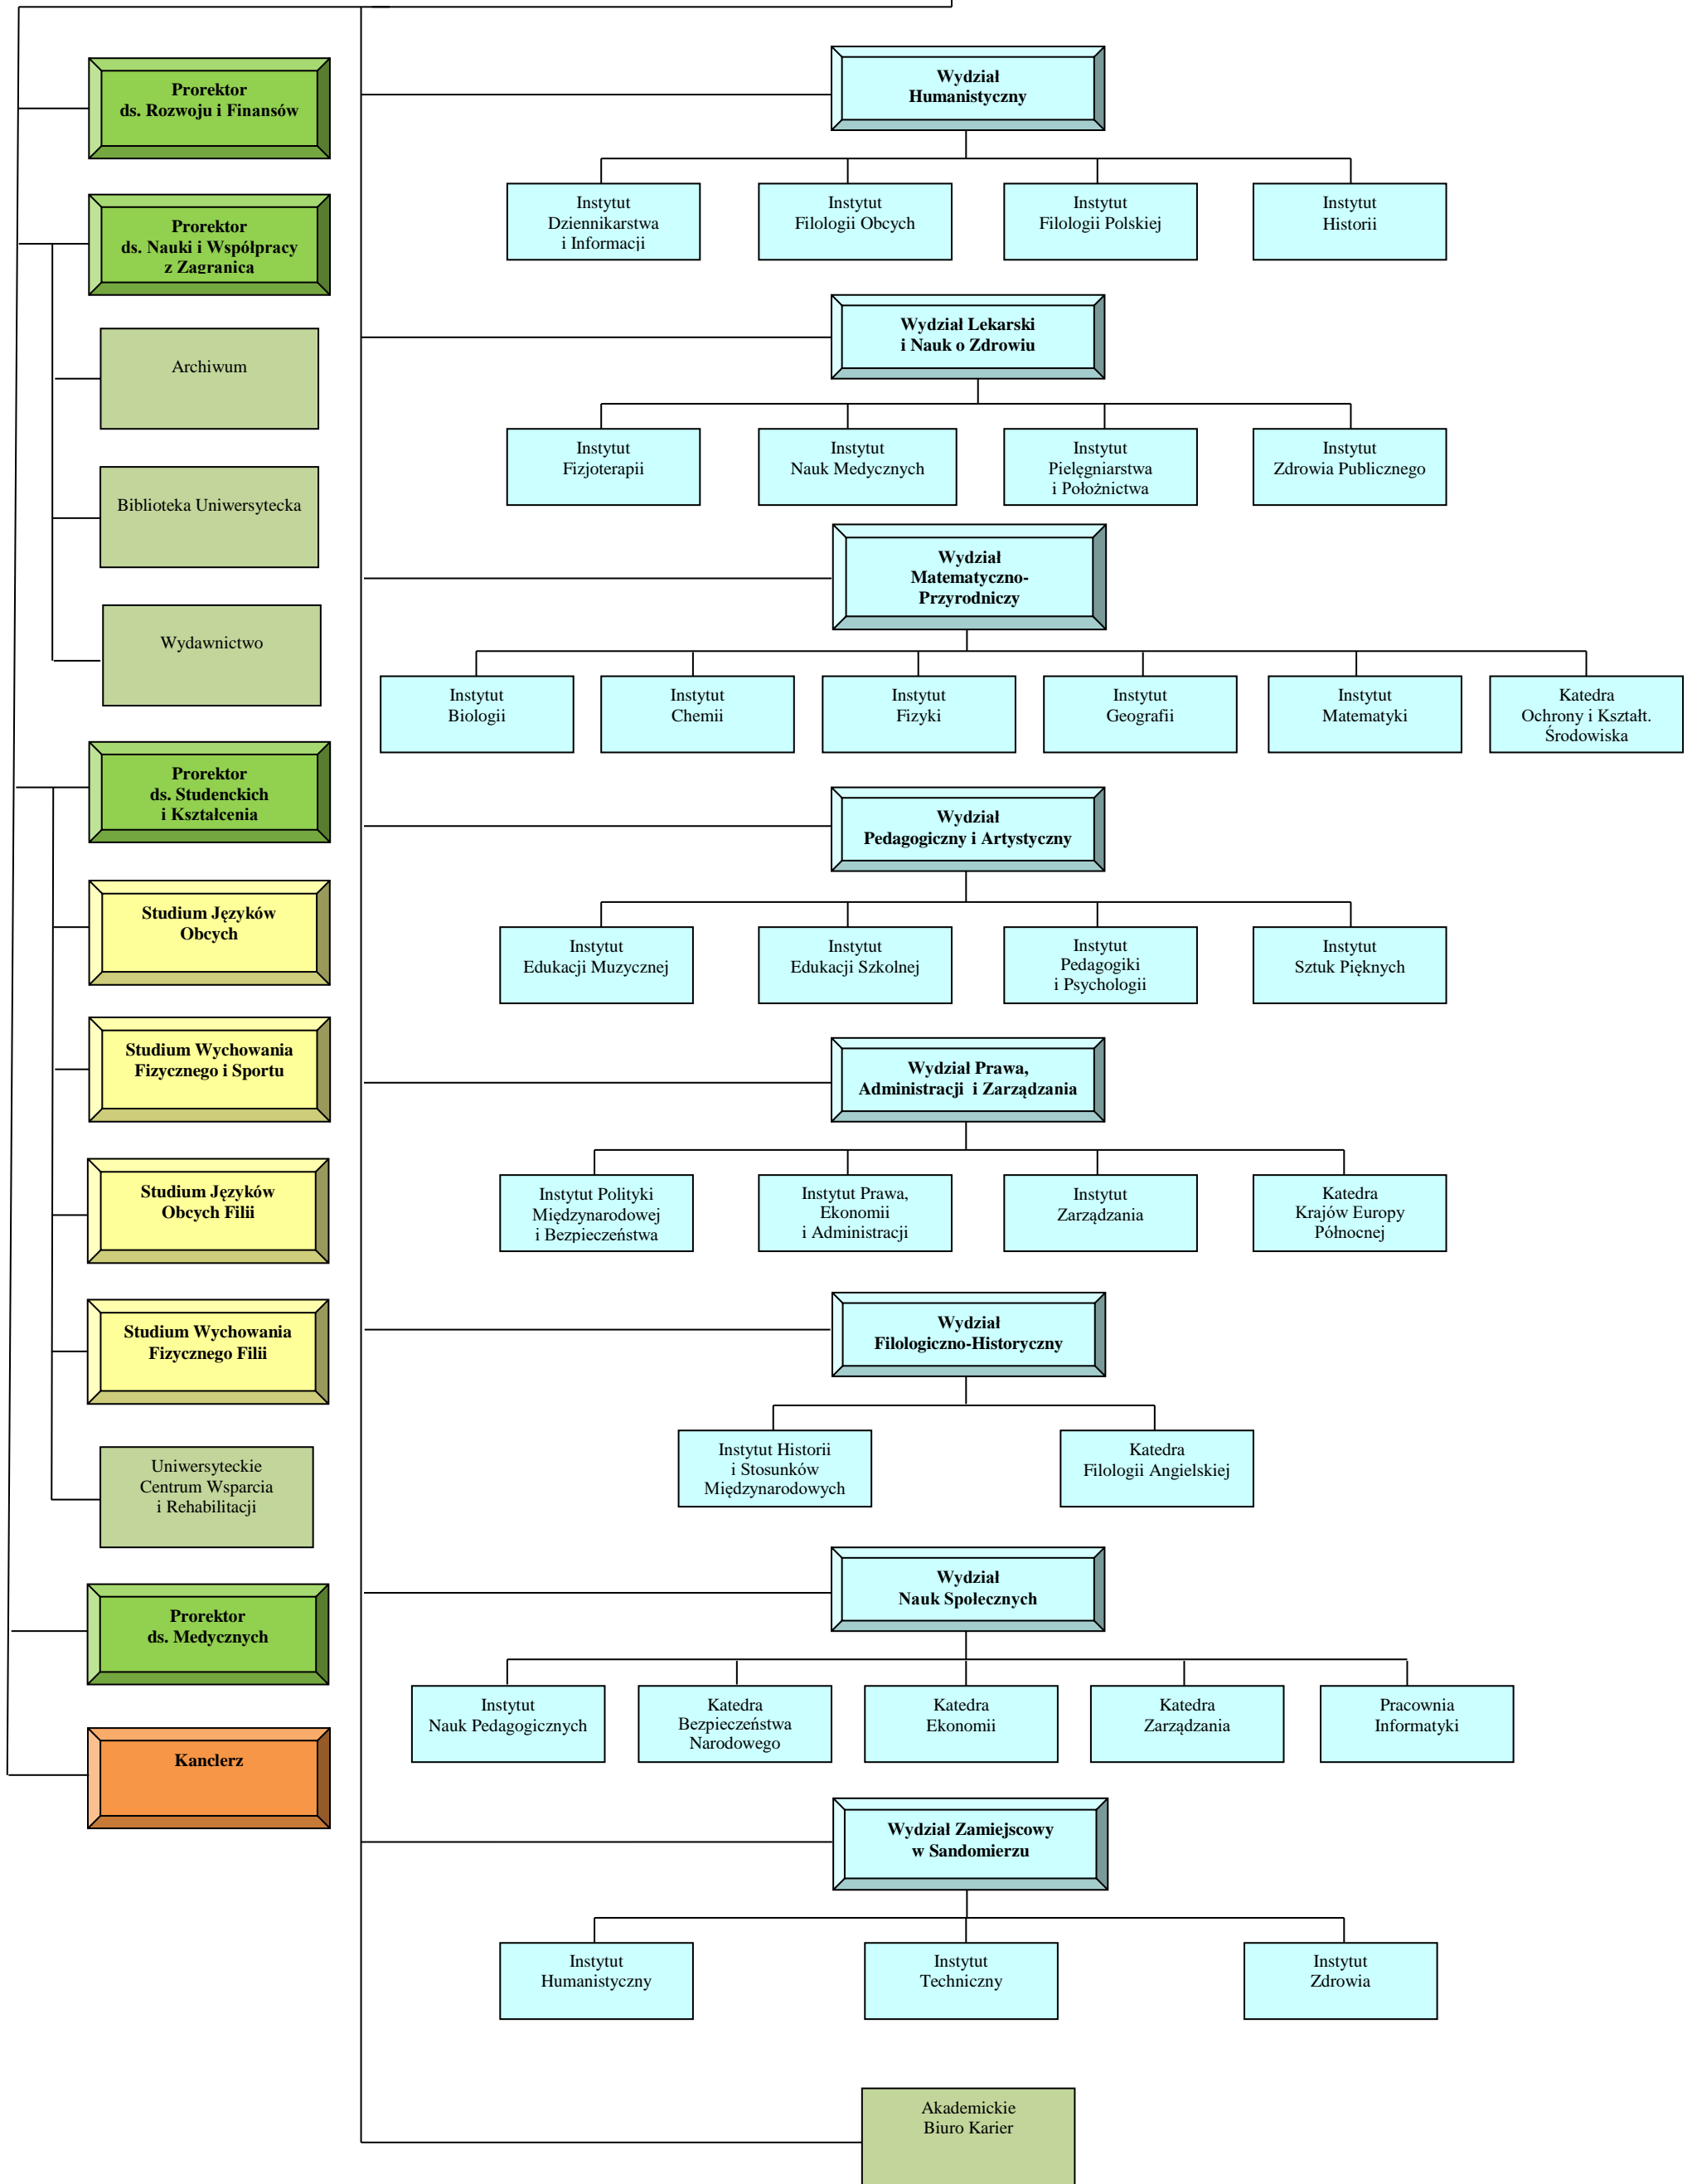 Prorektor
ds. Rozwoju i Finansów
Prorektor
ds. Nauki i Współpracy
z Zagranica
Archiwum
Biblioteka Uniwersytecka
Wydawnictwo
Prorektor
ds. Studenckich
i Kształcenia
Studium Języków
Obcych
Studium Wychowania
Fizycznego i Sportu
Studium Języków
Obcych Filii
Studium Wychowania
Fizycznego Filii
Uniwersyteckie
Centrum Wsparcia
i Rehabilitacji
Prorektor
ds. Medycznych
Kanclerz
Wydział
Humanistyczny
Instytut
Dziennikarstwa
i Informacji
Instytut
Filologii Obcych
Instytut
Filologii Polskiej
Instytut
Historii
Wydział Lekarski
i Nauk o Zdrowiu
Instytut
Fizjoterapii
Instytut
Nauk Medycznych
Instytut
Pielęgniarstwa
i Położnictwa
Instytut
Zdrowia Publicznego
Wydział
Matematyczno-
Przyrodniczy
Instytut
Biologii
Instytut
Chemii
Instytut
Fizyki
Instytut
Geografii
Instytut
Matematyki
Katedra
Ochrony i Kształt.
Środowiska
Wydział
Pedagogiczny i Artystyczny
Instytut
Edukacji Muzycznej
Instytut
Edukacji Szkolnej
Instytut
Pedagogiki
i Psychologii
Instytut
Sztuk Pięknych
Wydział Prawa,
Administracji i Zarządzania
Instytut Polityki
Międzynarodowej
i Bezpieczeństwa
Instytut Prawa,
Ekonomii
i Administracji
Instytut
Zarządzania
Katedra
Krajów Europy
Północnej
Wydział
Filologiczno-Historyczny
Instytut Historii
i Stosunków
Międzynarodowych
Katedra
Filologii Angielskiej
Wydział
Nauk Społecznych
Instytut
Nauk Pedagogicznych
Katedra
Bezpieczeństwa
Narodowego
Katedra
Ekonomii
Katedra
Zarządzania
Pracownia
Informatyki
Wydział Zamiejscowy
w Sandomierzu
Instytut
Humanistyczny
Instytut
Techniczny
Instytut
Zdrowia
Akademickie
Biuro Karier